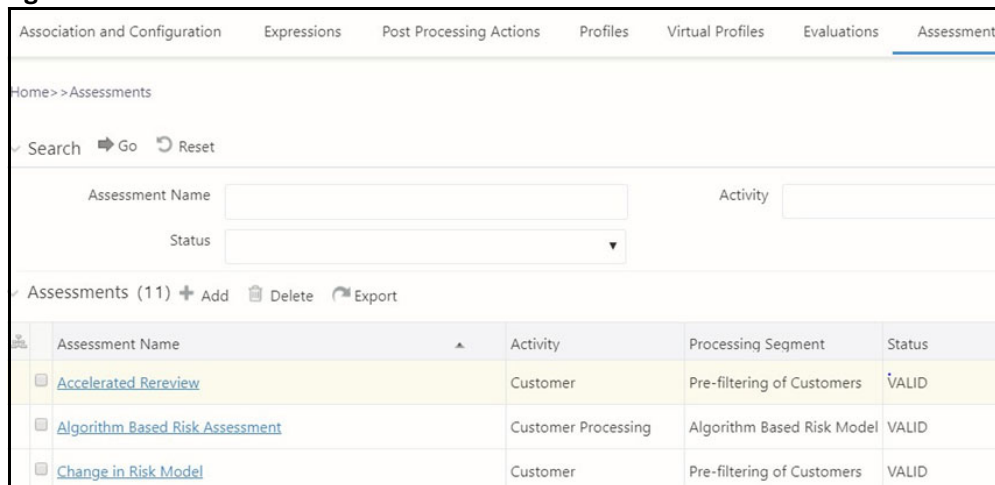 Association and Configuration Expressions Post Processing Actions Profiles Virtual Profiles Evaluations Assessment
Home>>Assessments
Search Go Reset
Assessment Name Activity
Status
Assessments (11) Add Delete Export
Assessment Name Activity Processing Segment Status
Accelerated Rereview Customer Pre-filtering of Customers VALID
Algorithm Based Risk Assessment Customer Processing Algorithm Based Risk Model VALID
Change in Risk Model Customer Pre-filtering of Customers VALID